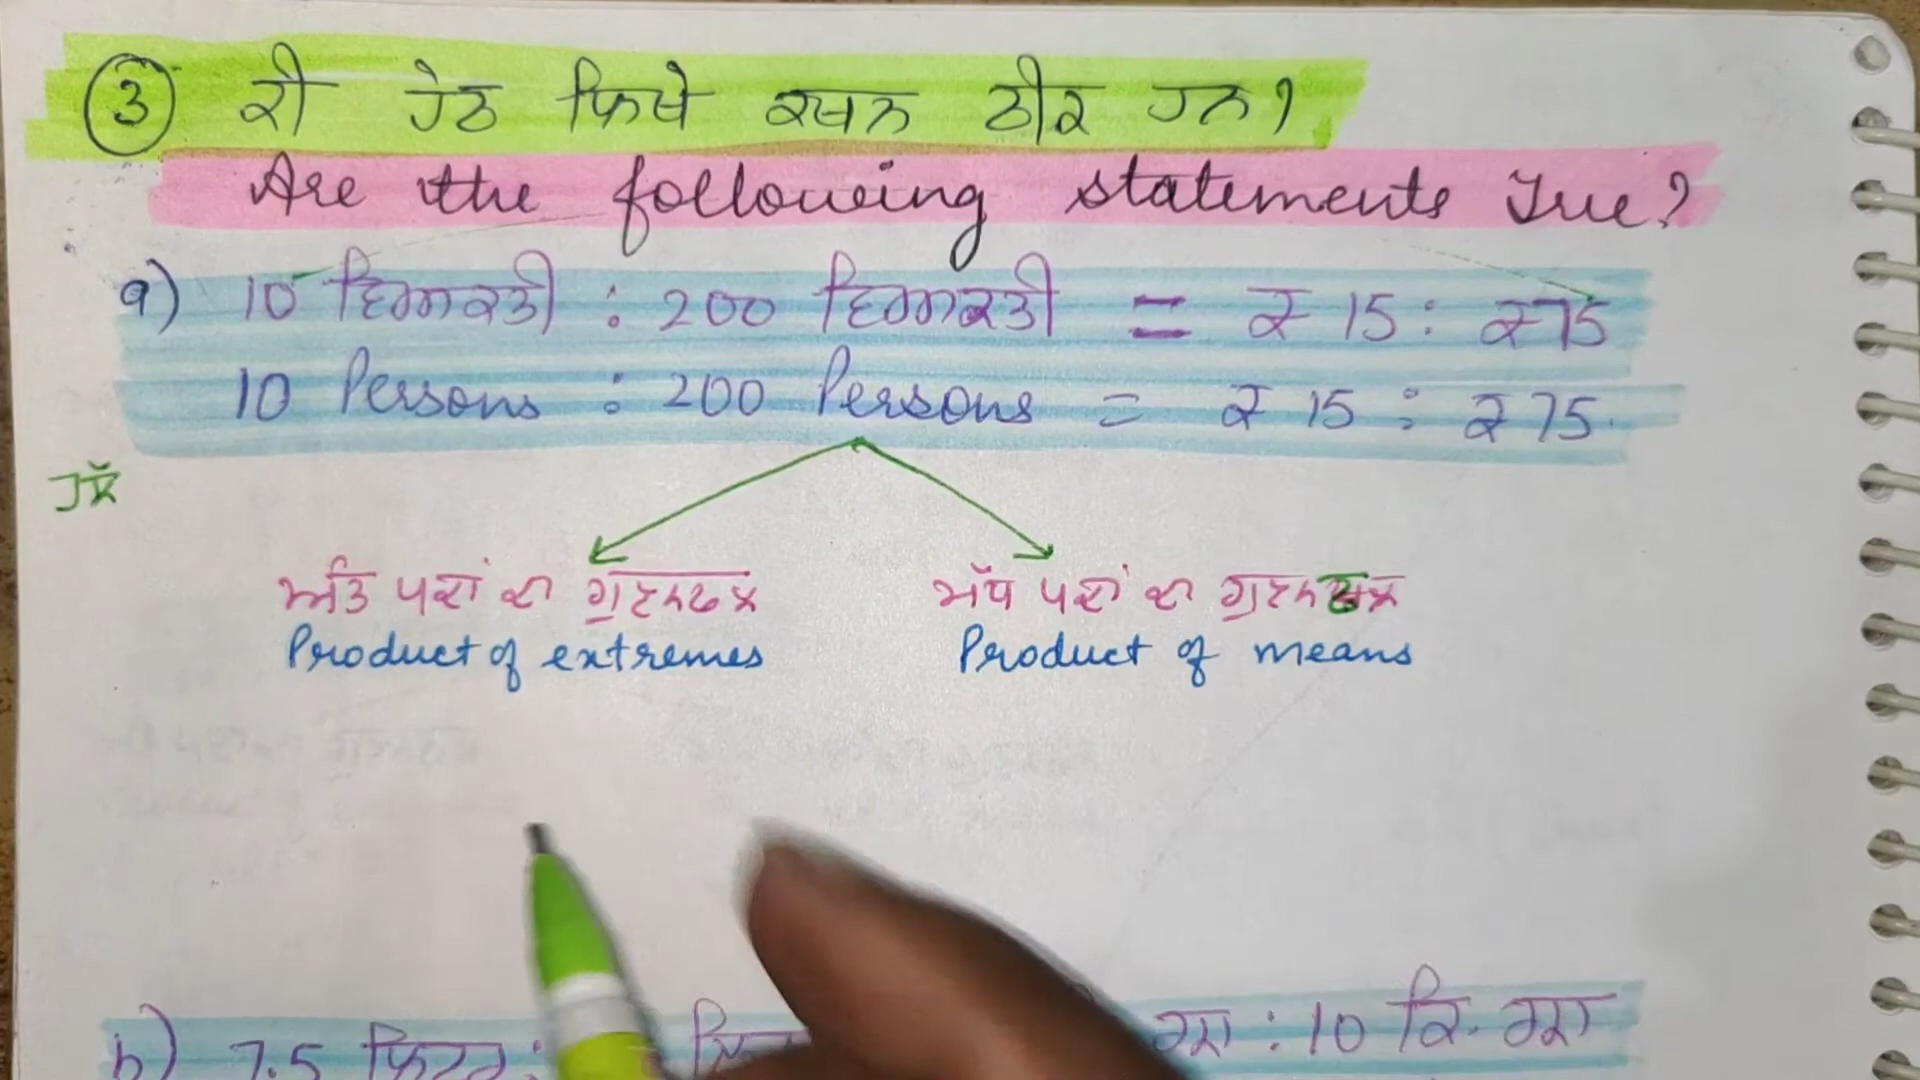 ③ ਕੀ ਹੇਠ ਲਿਖੇ ਕਥਨ ਠੀਕ ਹਨ?
Are the following statements True?
a) 10 ਵਿਅਕਤੀ : 200 ਵਿਅਕਤੀ = ₹ 15 : ₹ 75
10 Persons : 200 Persons = ₹ 15 : ₹ 75.
ਹੱਲ
ਅੰਤ ਪਦਾਂ ਦਾ ਗੁਣਨਫਲ ਮੱਧ ਪਦਾਂ ਦਾ ਗੁਣਨਫਲ
Product of extremes Product of means
b) 7.5 ਲਿਟਰ : : 10 ਕਿ. ਗ੍ਰਾ